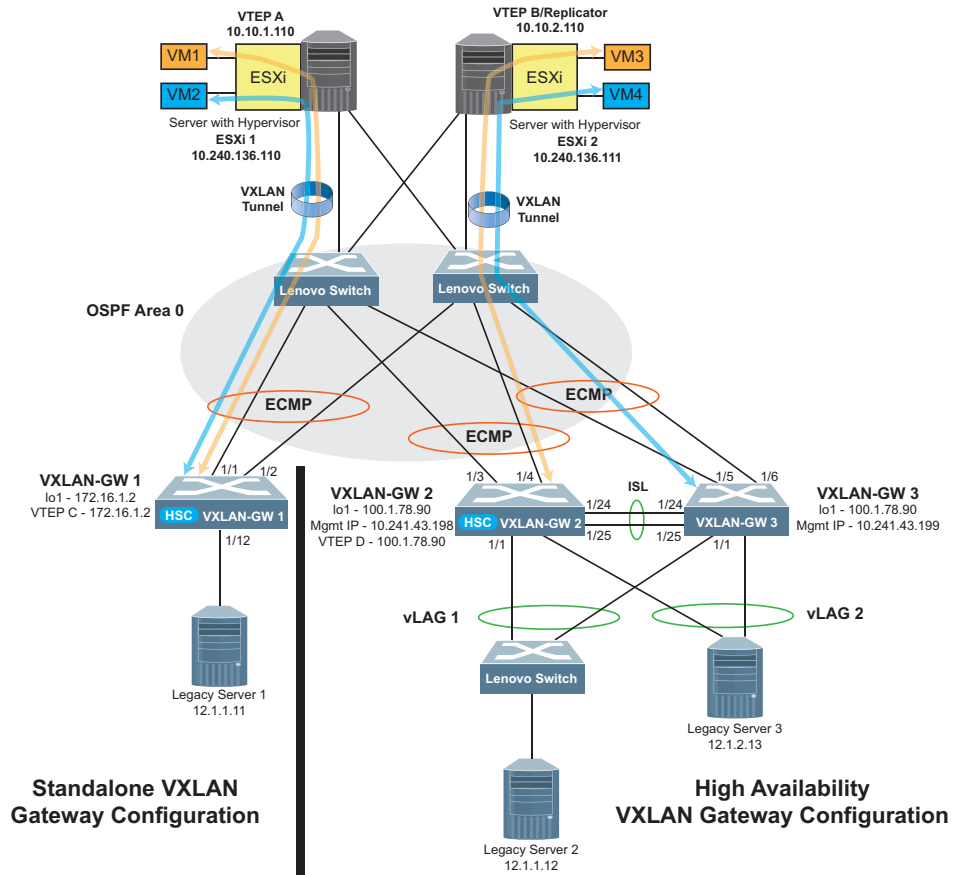 VTEP A
10.10.1.110
VTEP B/Replicator
10.10.2.110
VM1
VM2
ESXi
ESXi
VM3
VM4
Server with Hypervisor
ESXi 1
10.240.136.110
Server with Hypervisor
ESXi 2
10.240.136.111
VXLAN
Tunnel
VXLAN
Tunnel
Lenovo Switch
Lenovo Switch
OSPF Area 0
ECMP
ECMP
ECMP
VXLAN-GW 1
lo1 - 172.16.1.2
VTEP C - 172.16.1.2
1/1
1/2
HSC VXLAN-GW 1
1/12
Legacy Server 1
12.1.1.11
VXLAN-GW 2
lo1 - 100.1.78.90
Mgmt IP - 10.241.43.198
VTEP D - 100.1.78.90
1/3
1/4
HSC VXLAN-GW 2
1/1
ISL
1/24
1/24
1/25
1/25
1/5
1/6
VXLAN-GW 3
1/1
VXLAN-GW 3
lo1 - 100.1.78.90
Mgmt IP - 10.241.43.199
vLAG 1
vLAG 2
Lenovo Switch
Legacy Server 3
12.1.2.13
Legacy Server 2
12.1.1.12
Standalone VXLAN
Gateway Configuration
High Availability
VXLAN Gateway Configuration